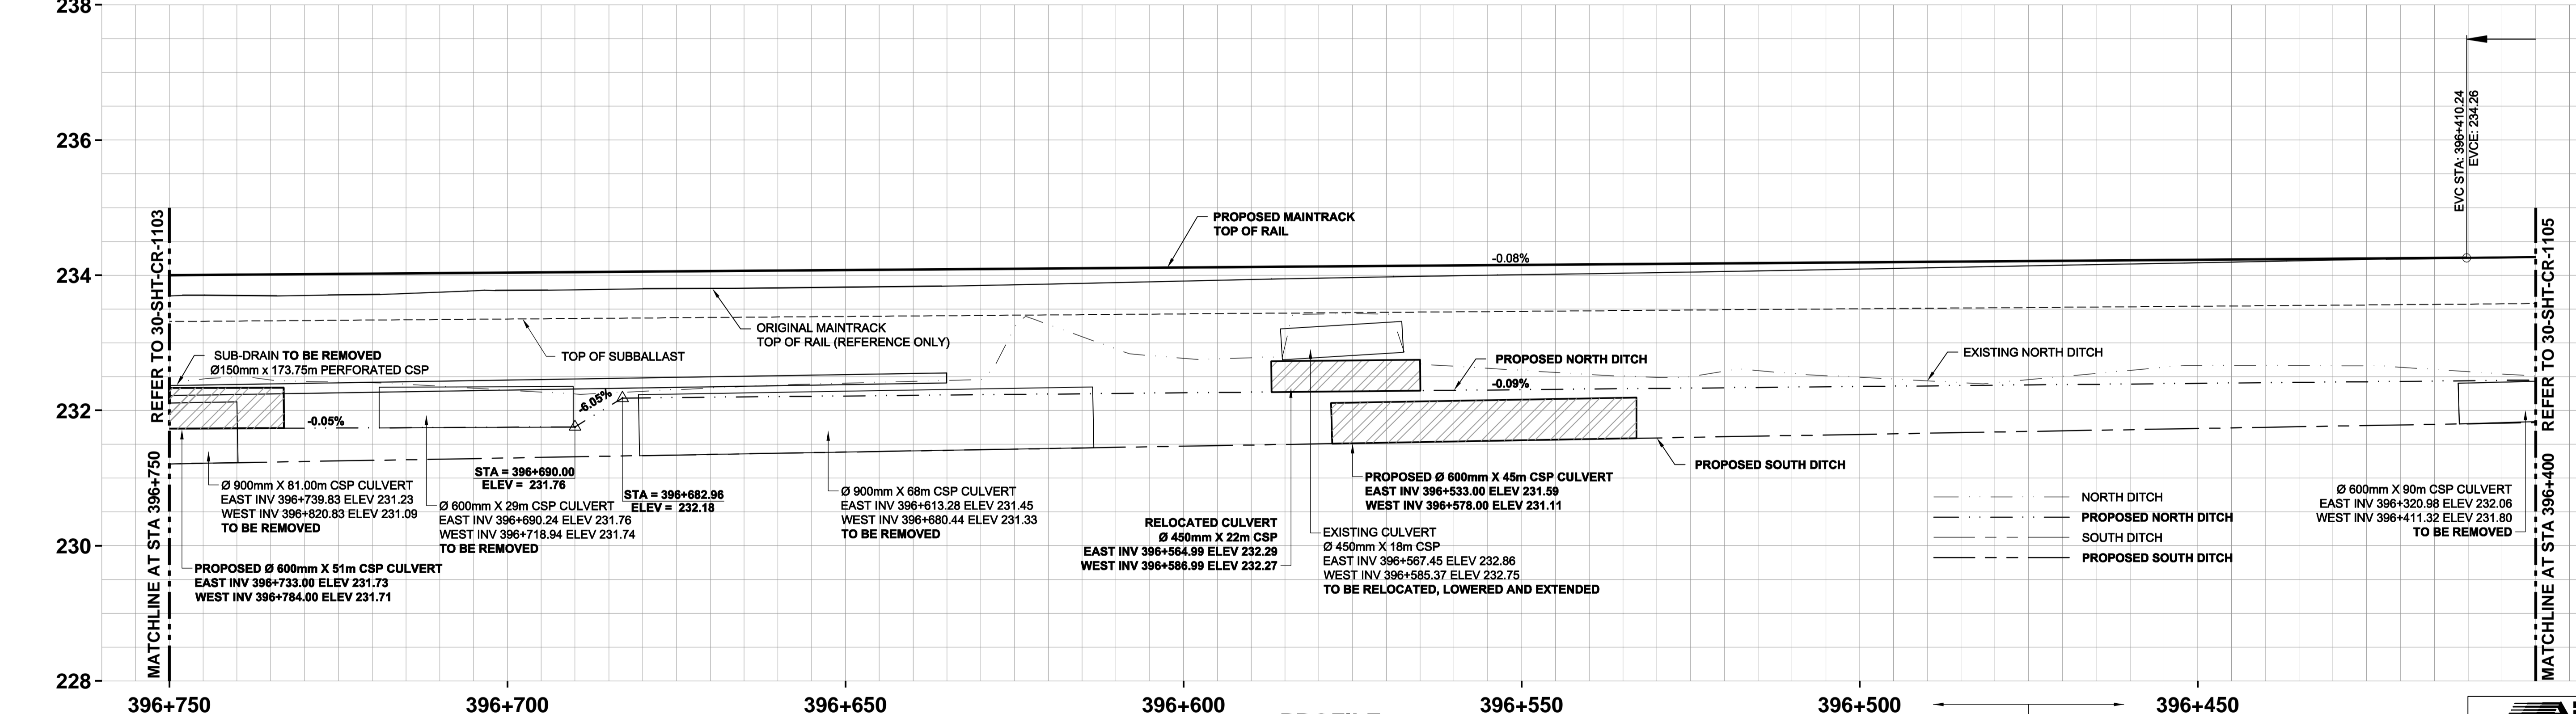 238
236
234
232
230
228
REFER TO 30-SHT-CR-1103
MATCHLINE AT STA 396+750
EVC STA: 396+410.24
EVCE: 234.26
REFER TO 30-SHT-CR-1105
MATCHLINE AT STA 396+400
PROPOSED MAINTRACK
TOP OF RAIL
-0.08%
ORIGINAL MAINTRACK
TOP OF RAIL (REFERENCE ONLY)
TOP OF SUBBALLAST
SUB-DRAIN TO BE REMOVED
Ø150mm x 173.75m PERFORATED CSP
PROPOSED NORTH DITCH
-0.09%
EXISTING NORTH DITCH
-0.05%
-6.05%
STA = 396+690.00
ELEV = 231.76
STA = 396+682.96
ELEV = 232.18
PROPOSED SOUTH DITCH
Ø 900mm X 81.00m CSP CULVERT
EAST INV 396+739.83 ELEV 231.23
WEST INV 396+820.83 ELEV 231.09
TO BE REMOVED
Ø 600mm X 29m CSP CULVERT
EAST INV 396+690.24 ELEV 231.76
WEST INV 396+718.94 ELEV 231.74
TO BE REMOVED
Ø 900mm X 68m CSP CULVERT
EAST INV 396+613.28 ELEV 231.45
WEST INV 396+680.44 ELEV 231.33
TO BE REMOVED
PROPOSED Ø 600mm X 51m CSP CULVERT
EAST INV 396+733.00 ELEV 231.73
WEST INV 396+784.00 ELEV 231.71
RELOCATED CULVERT
Ø 450mm X 22m CSP
EAST INV 396+564.99 ELEV 232.29
WEST INV 396+586.99 ELEV 232.27
PROPOSED Ø 600mm X 45m CSP CULVERT
EAST INV 396+533.00 ELEV 231.59
WEST INV 396+578.00 ELEV 231.11
EXISTING CULVERT
Ø 450mm X 18m CSP
EAST INV 396+567.45 ELEV 232.86
WEST INV 396+585.37 ELEV 232.75
TO BE RELOCATED, LOWERED AND EXTENDED
NORTH DITCH
PROPOSED NORTH DITCH
SOUTH DITCH
PROPOSED SOUTH DITCH
Ø 600mm X 90m CSP CULVERT
EAST INV 396+320.98 ELEV 232.06
WEST INV 396+411.32 ELEV 231.80
TO BE REMOVED
396+750
396+700
396+650
396+600
396+550
396+500
396+450